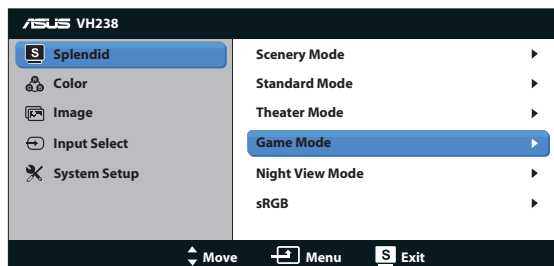 ASUS VH238
S Splendid
Color
Image
Input Select
System Setup
Scenery Mode
Standard Mode
Theater Mode
Game Mode
Night View Mode
sRGB
Move Menu S Exit